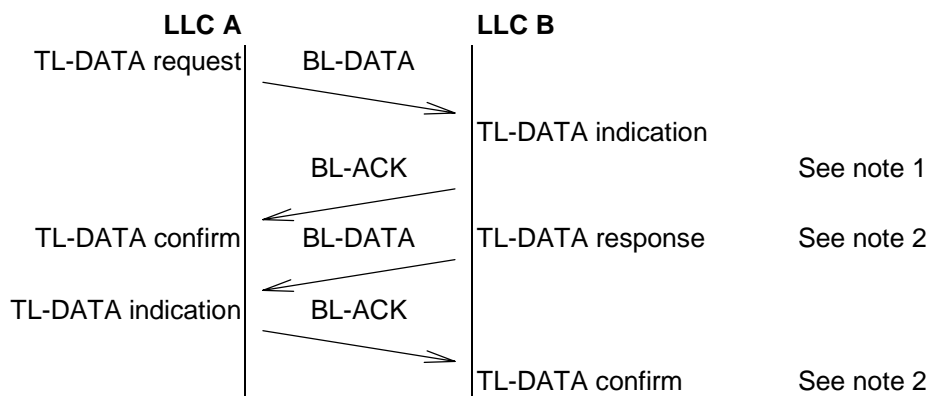 LLC A LLC B
TL-DATA request BL-DATA
TL-DATA indication
BL-ACK See note 1
TL-DATA confirm BL-DATA TL-DATA response See note 2
TL-DATA indication BL-ACK
TL-DATA confirm See note 2